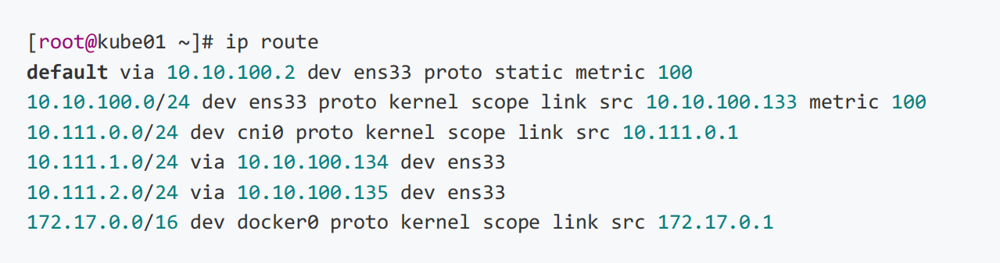 [root@kube01 ~]# ip route
default via 10.10.100.2 dev ens33 proto static metric 100
10.10.100.0/24 dev ens33 proto kernel scope link src 10.10.100.133 metric 100
10.111.0.0/24 dev cni0 proto kernel scope link src 10.111.0.1
10.111.1.0/24 via 10.10.100.134 dev ens33
10.111.2.0/24 via 10.10.100.135 dev ens33
172.17.0.0/16 dev docker0 proto kernel scope link src 172.17.0.1